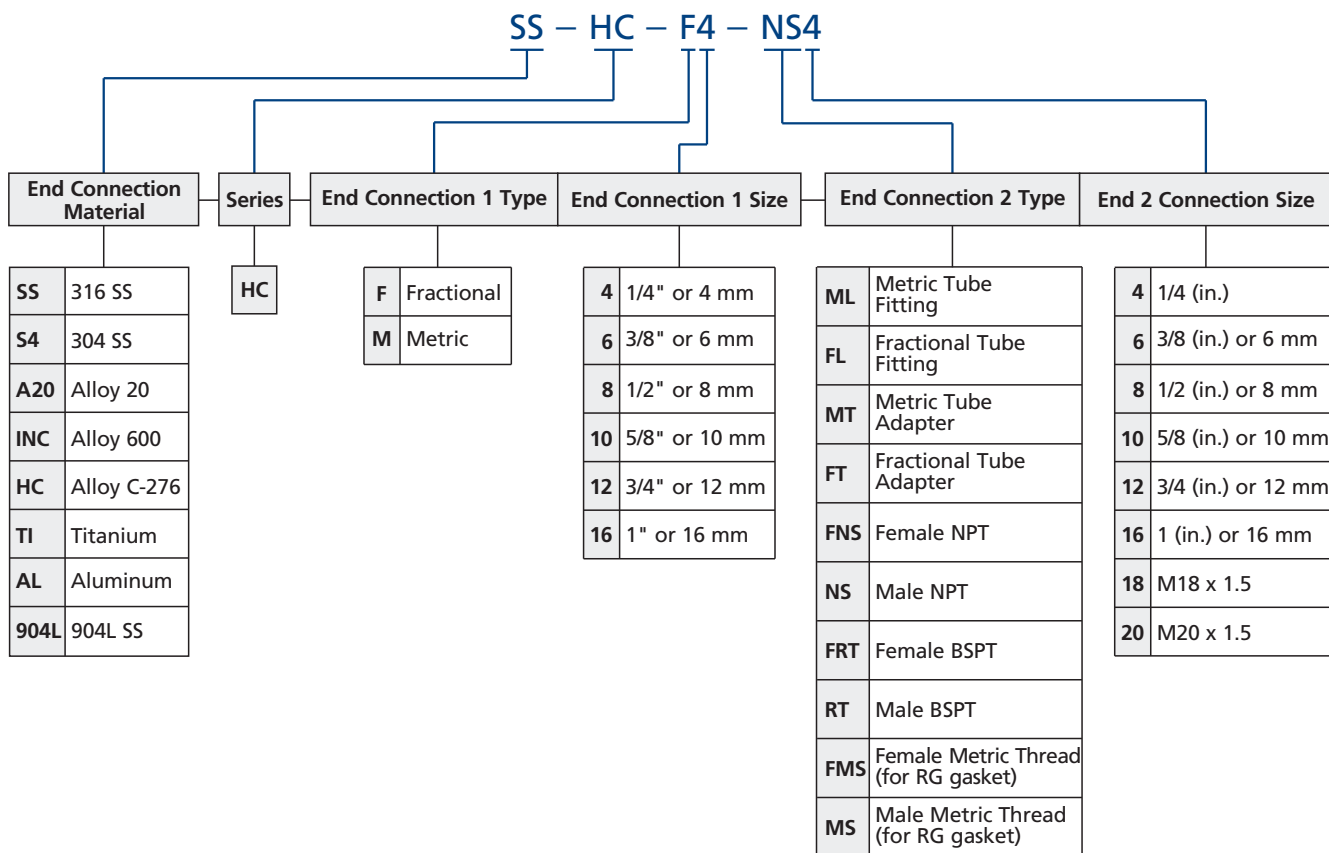 SS – HC – F4 – NS4
End Connection
Material
Series
End Connection 1 Type
End Connection 1 Size
End Connection 2 Type
End 2 Connection Size
SS 316 SS
S4 304 SS
A20 Alloy 20
INC Alloy 600
HC Alloy C-276
TI Titanium
AL Aluminum
904L 904L SS
HC
F Fractional
M Metric
4 1/4" or 4 mm
6 3/8" or 6 mm
8 1/2" or 8 mm
10 5/8" or 10 mm
12 3/4" or 12 mm
16 1" or 16 mm
ML Metric Tube
Fitting
FL Fractional Tube
Fitting
MT Metric Tube
Adapter
FT Fractional Tube
Adapter
FNS Female NPT
NS Male NPT
FRT Female BSPT
RT Male BSPT
FMS Female Metric Thread
(for RG gasket)
MS Male Metric Thread
(for RG gasket)
4 1/4 (in.)
6 3/8 (in.) or 6 mm
8 1/2 (in.) or 8 mm
10 5/8 (in.) or 10 mm
12 3/4 (in.) or 12 mm
16 1 (in.) or 16 mm
18 M18 x 1.5
20 M20 x 1.5